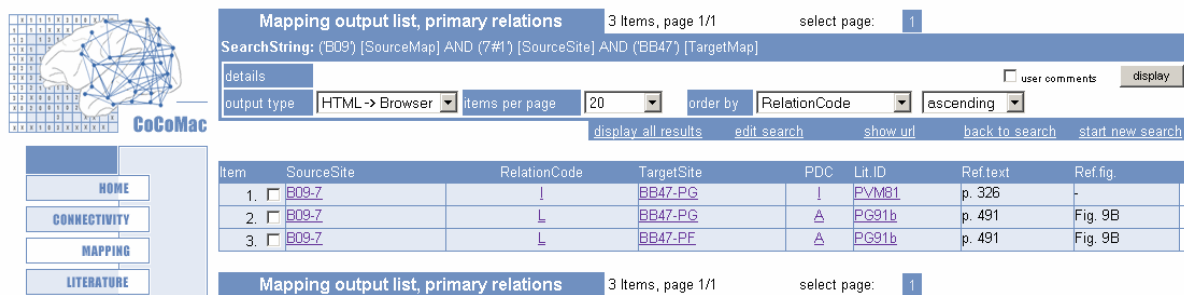 Mapping output list, primary relations 3 Items, page 1/1 select page: 1
SearchString: ('B09') [SourceMap] AND (7#1') [SourceSite] AND ('BB47') [TargetMap]
details user comments display
output type HTML -> Browser items per page 20 order by RelationCode ascending
display all results edit search show url back to search start new search
CoCoMac
Item SourceSite RelationCode TargetSite PDC Lit.ID Ref.text Ref.fig.
1. B09-7 I BB47-PG I PVM81 p. 326 -
2. B09-7 L BB47-PG A PG91b p. 491 Fig. 9B
3. B09-7 L BB47-PF A PG91b p. 491 Fig. 9B
HOME
CONNECTIVITY
MAPPING
LITERATURE
Mapping output list, primary relations 3 Items, page 1/1 select page: 1